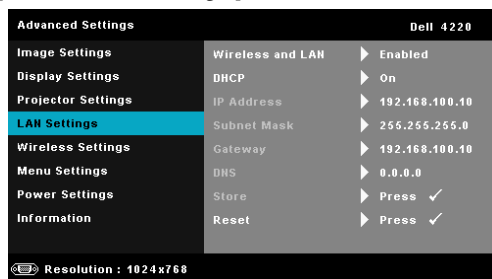 Advanced Settings Dell 4220
Image Settings Wireless and LAN Enabled
Display Settings DHCP On
Projector Settings IP Address 192.168.100.10
LAN Settings Subnet Mask 255.255.255.0
Wireless Settings Gateway 192.168.100.10
Menu Settings DNS 0.0.0.0
Power Settings Store Press ✓
Information Reset Press ✓
Resolution : 1024x768